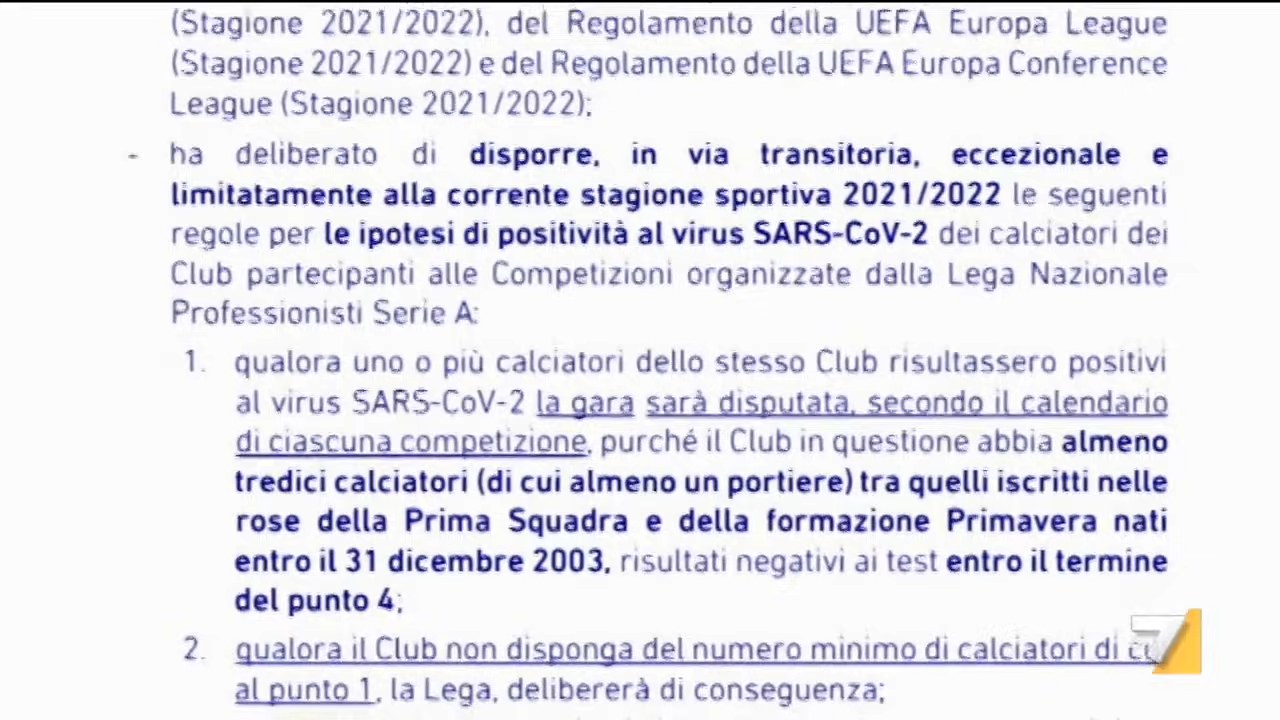 (Stagione 2021/2022), del Regolamento della UEFA Europa League
(Stagione 2021/2022) e del Regolamento della UEFA Europa Conference
League (Stagione 2021/2022);
- ha deliberato di disporre, in via transitoria, eccezionale e
limitatamente alla corrente stagione sportiva 2021/2022 le seguenti
regole per le ipotesi di positività al virus SARS-CoV-2 dei calciatori dei
Club partecipanti alle Competizioni organizzate dalla Lega Nazionale
Professionisti Serie A:
1. qualora uno o più calciatori dello stesso Club risultassero positivi
al virus SARS-CoV-2 la gara sarà disputata, secondo il calendario
di ciascuna competizione, purché il Club in questione abbia almeno
tredici calciatori (di cui almeno un portiere) tra quelli iscritti nelle
rose della Prima Squadra e della formazione Primavera nati
entro il 31 dicembre 2003, risultati negativi ai test entro il termine
del punto 4;
2. qualora il Club non disponga del numero minimo di calciatori di
al punto 1, la Lega, delibererà di conseguenza;
7